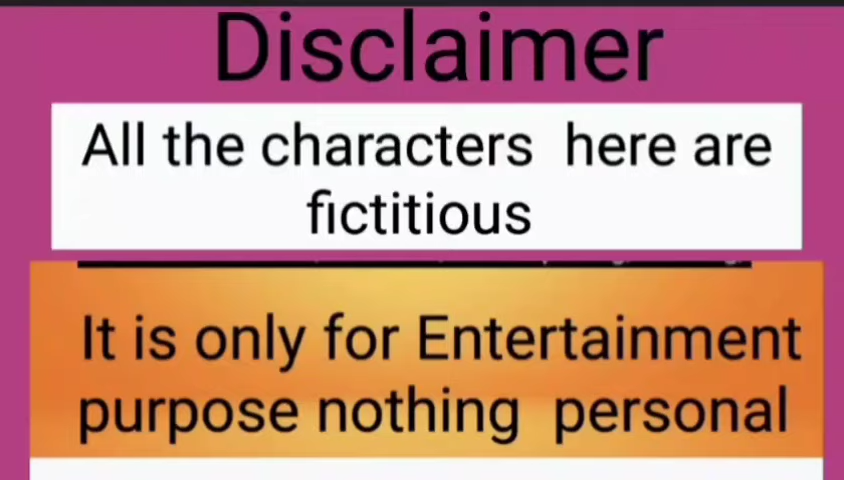 Disclaimer
All the characters here are
fictitious
It is only for Entertainment
purpose nothing personal